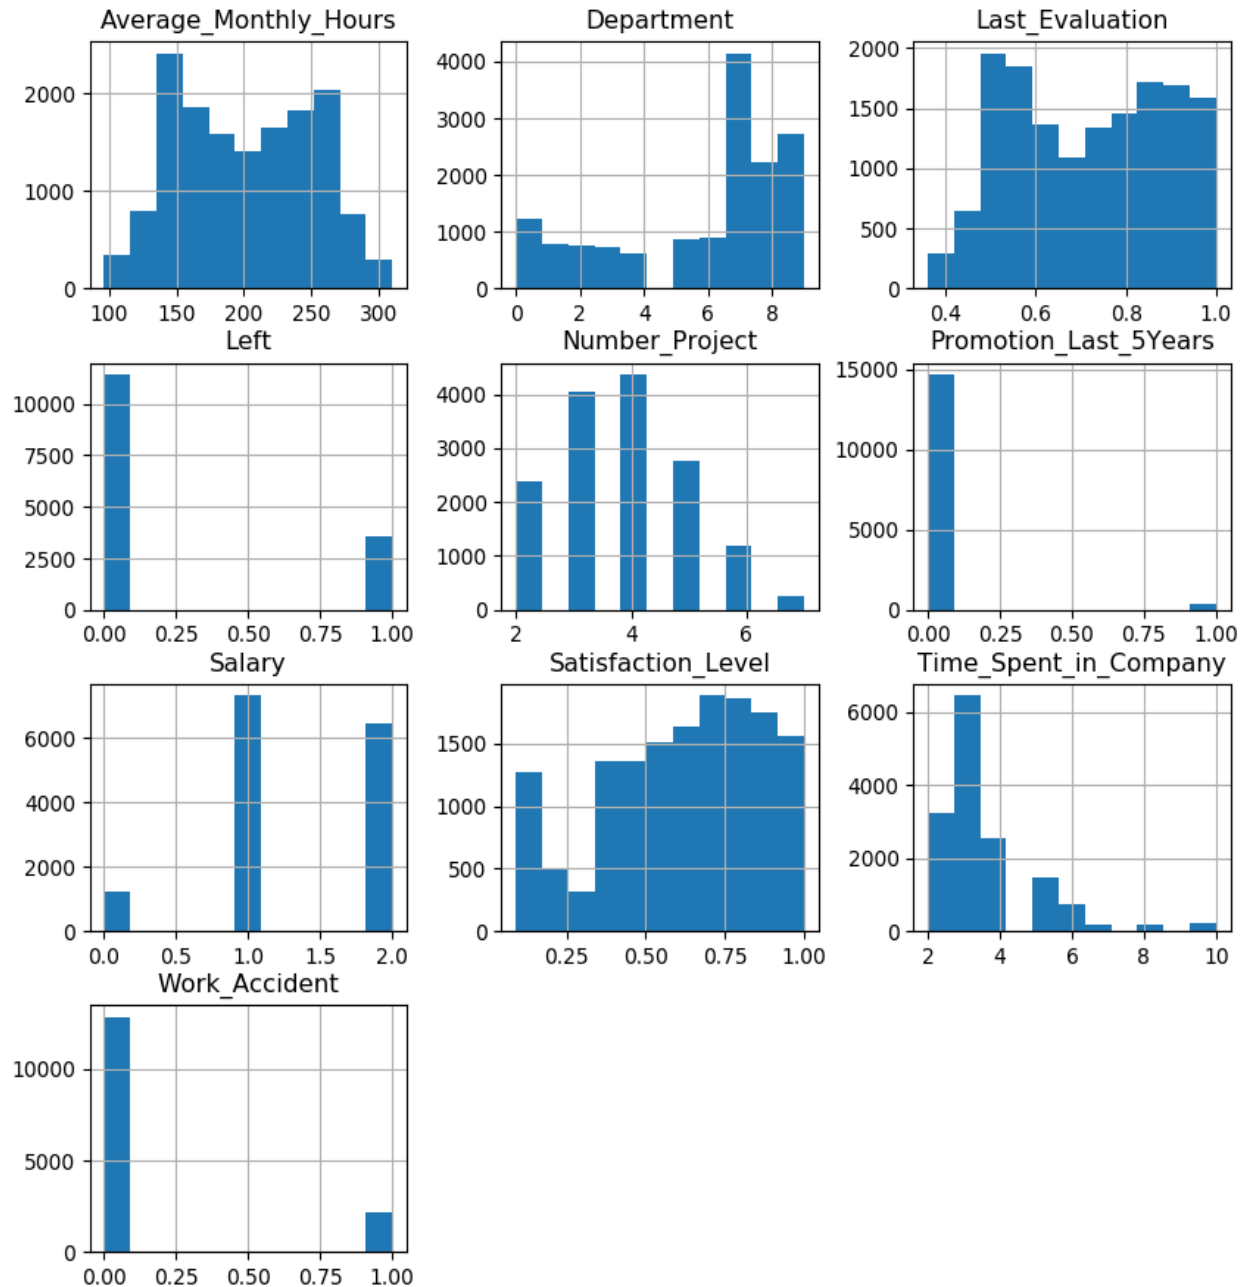 Average_Monthly_Hours
2000
1000
0
100 150 200 250 300
Department
4000
3000
2000
1000
0
0 2 4 6 8
Last_Evaluation
2000
1500
1000
500
0
0.4 0.6 0.8 1.0
Left
10000
7500
5000
2500
0
0.00 0.25 0.50 0.75 1.00
Number_Project
4000
3000
2000
1000
0
2 4 6
Promotion_Last_5Years
15000
10000
5000
0
0.00 0.25 0.50 0.75 1.00
Salary
6000
4000
2000
0
0.0 0.5 1.0 1.5 2.0
Satisfaction_Level
1500
1000
500
0
0.25 0.50 0.75 1.00
Time_Spent_in_Company
6000
4000
2000
0
2 4 6 8 10
Work_Accident
10000
5000
0
0.00 0.25 0.50 0.75 1.00